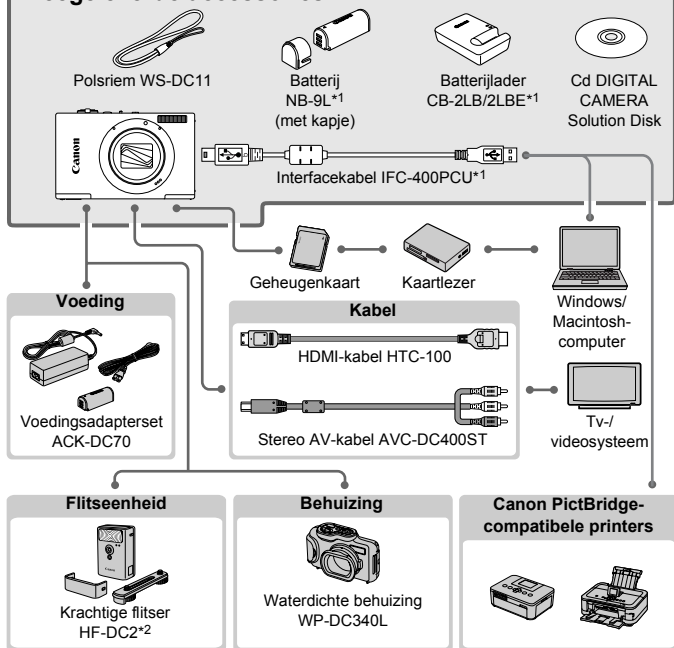 Polsriem WS-DC11
Batterij
NB-9L*1
(met kapje)
Batterijlader
CB-2LB/2LBE*1
Cd DIGITAL
CAMERA
Solution Disk
Canon
Interfacekabel IFC-400PCU*1
Geheugenkaart
Kaartlezer
Windows/
Macintosh-
computer
Voeding
Voedingsadapterset
ACK-DC70
Kabel
HDMI-kabel HTC-100
Stereo AV-kabel AVC-DC400ST
Tv-/
videosysteem
Flitseenheid
Krachtige flitser
HF-DC2*2
Behuizing
Waterdichte behuizing
WP-DC340L
Canon PictBridge-
compatibele printers